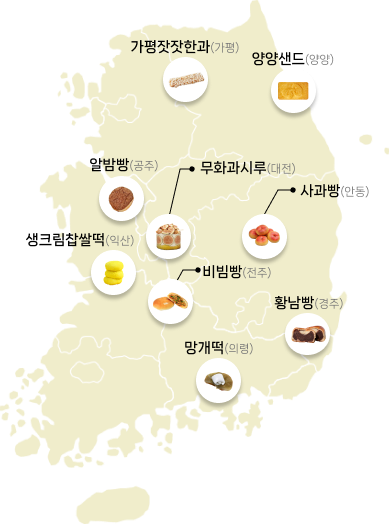 가평잣잣한과(가평)
양양샌드(양양)
알밤빵(공주)
무화과시루(대전)
사과빵(안동)
생크림찹쌀떡(익산)
비빔빵(전주)
황남빵(경주)
망개떡(의령)